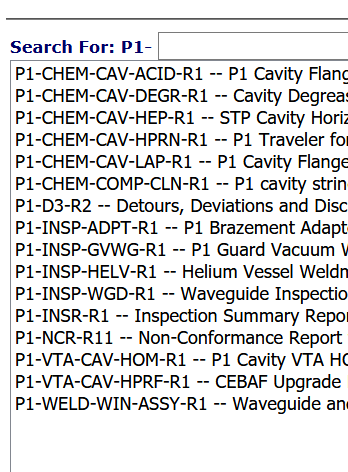 Search For: P1-
P1-CHEM-CAV-ACID-R1 -- P1 Cavity Flang
P1-CHEM-CAV-DEGR-R1 -- Cavity Degreas
P1-CHEM-CAV-HEP-R1 -- STP Cavity Horiz
P1-CHEM-CAV-HPRN-R1 -- P1 Traveler for
P1-CHEM-CAV-LAP-R1 -- P1 Cavity Flange
P1-CHEM-COMP-CLN-R1 -- P1 cavity strin
P1-D3-R2 -- Detours, Deviations and Disc
P1-INSP-ADPT-R1 -- P1 Brazement Adapt
P1-INSP-GVWG-R1 -- P1 Guard Vacuum W
P1-INSP-HELV-R1 -- Helium Vessel Weldm
P1-INSP-WGD-R1 -- Waveguide Inspectio
P1-INSR-R1 -- Inspection Summary Repor
P1-NCR-R11 -- Non-Conformance Report
P1-VTA-CAV-HOM-R1 -- P1 Cavity VTA HO
P1-VTA-CAV-HPRF-R1 -- CEBAF Upgrade
P1-WELD-WIN-ASSY-R1 -- Waveguide and